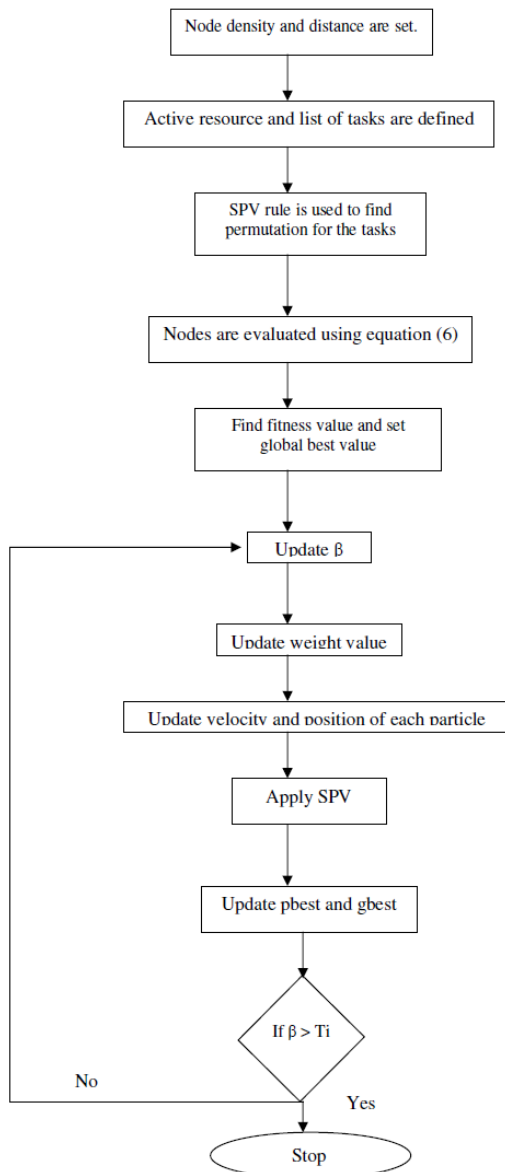 Node density and distance are set.
Active resource and list of tasks are defined
SPV rule is used to find
permutation for the tasks
Nodes are evaluated using equation (6)
Find fitness value and set
global best value
Update β
Update weight value
Update velocity and position of each particle
Apply SPV
Update pbest and gbest
If β > Ti
No
Yes
Stop